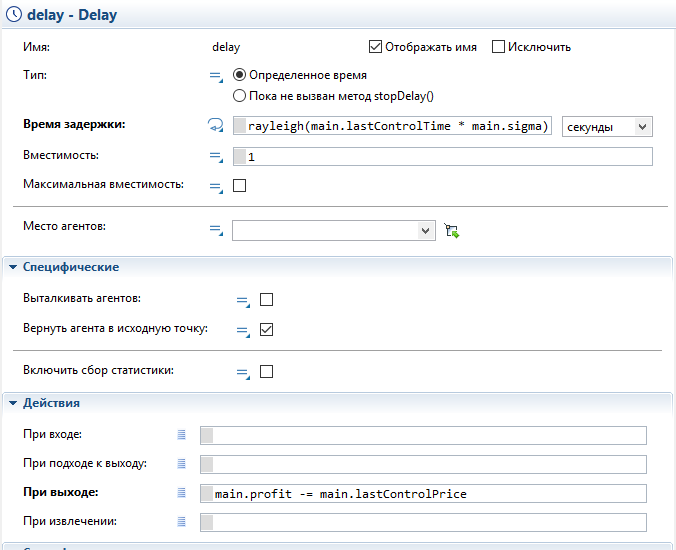 delay - Delay
Имя: delay Отображать имя Исключить
Тип: Определенное время
Пока не вызван метод stopDelay()
Время задержки: rayleigh(main.lastControlTime * main.sigma) секунды
Вместимость: 1
Максимальная вместимость:
Место агентов:
Специфические
Выталкивать агентов:
Вернуть агента в исходную точку:
Включить сбор статистики:
Действия
При входе:
При подходе к выходу:
При выходе: main.profit -= main.lastControlPrice
При извлечении: